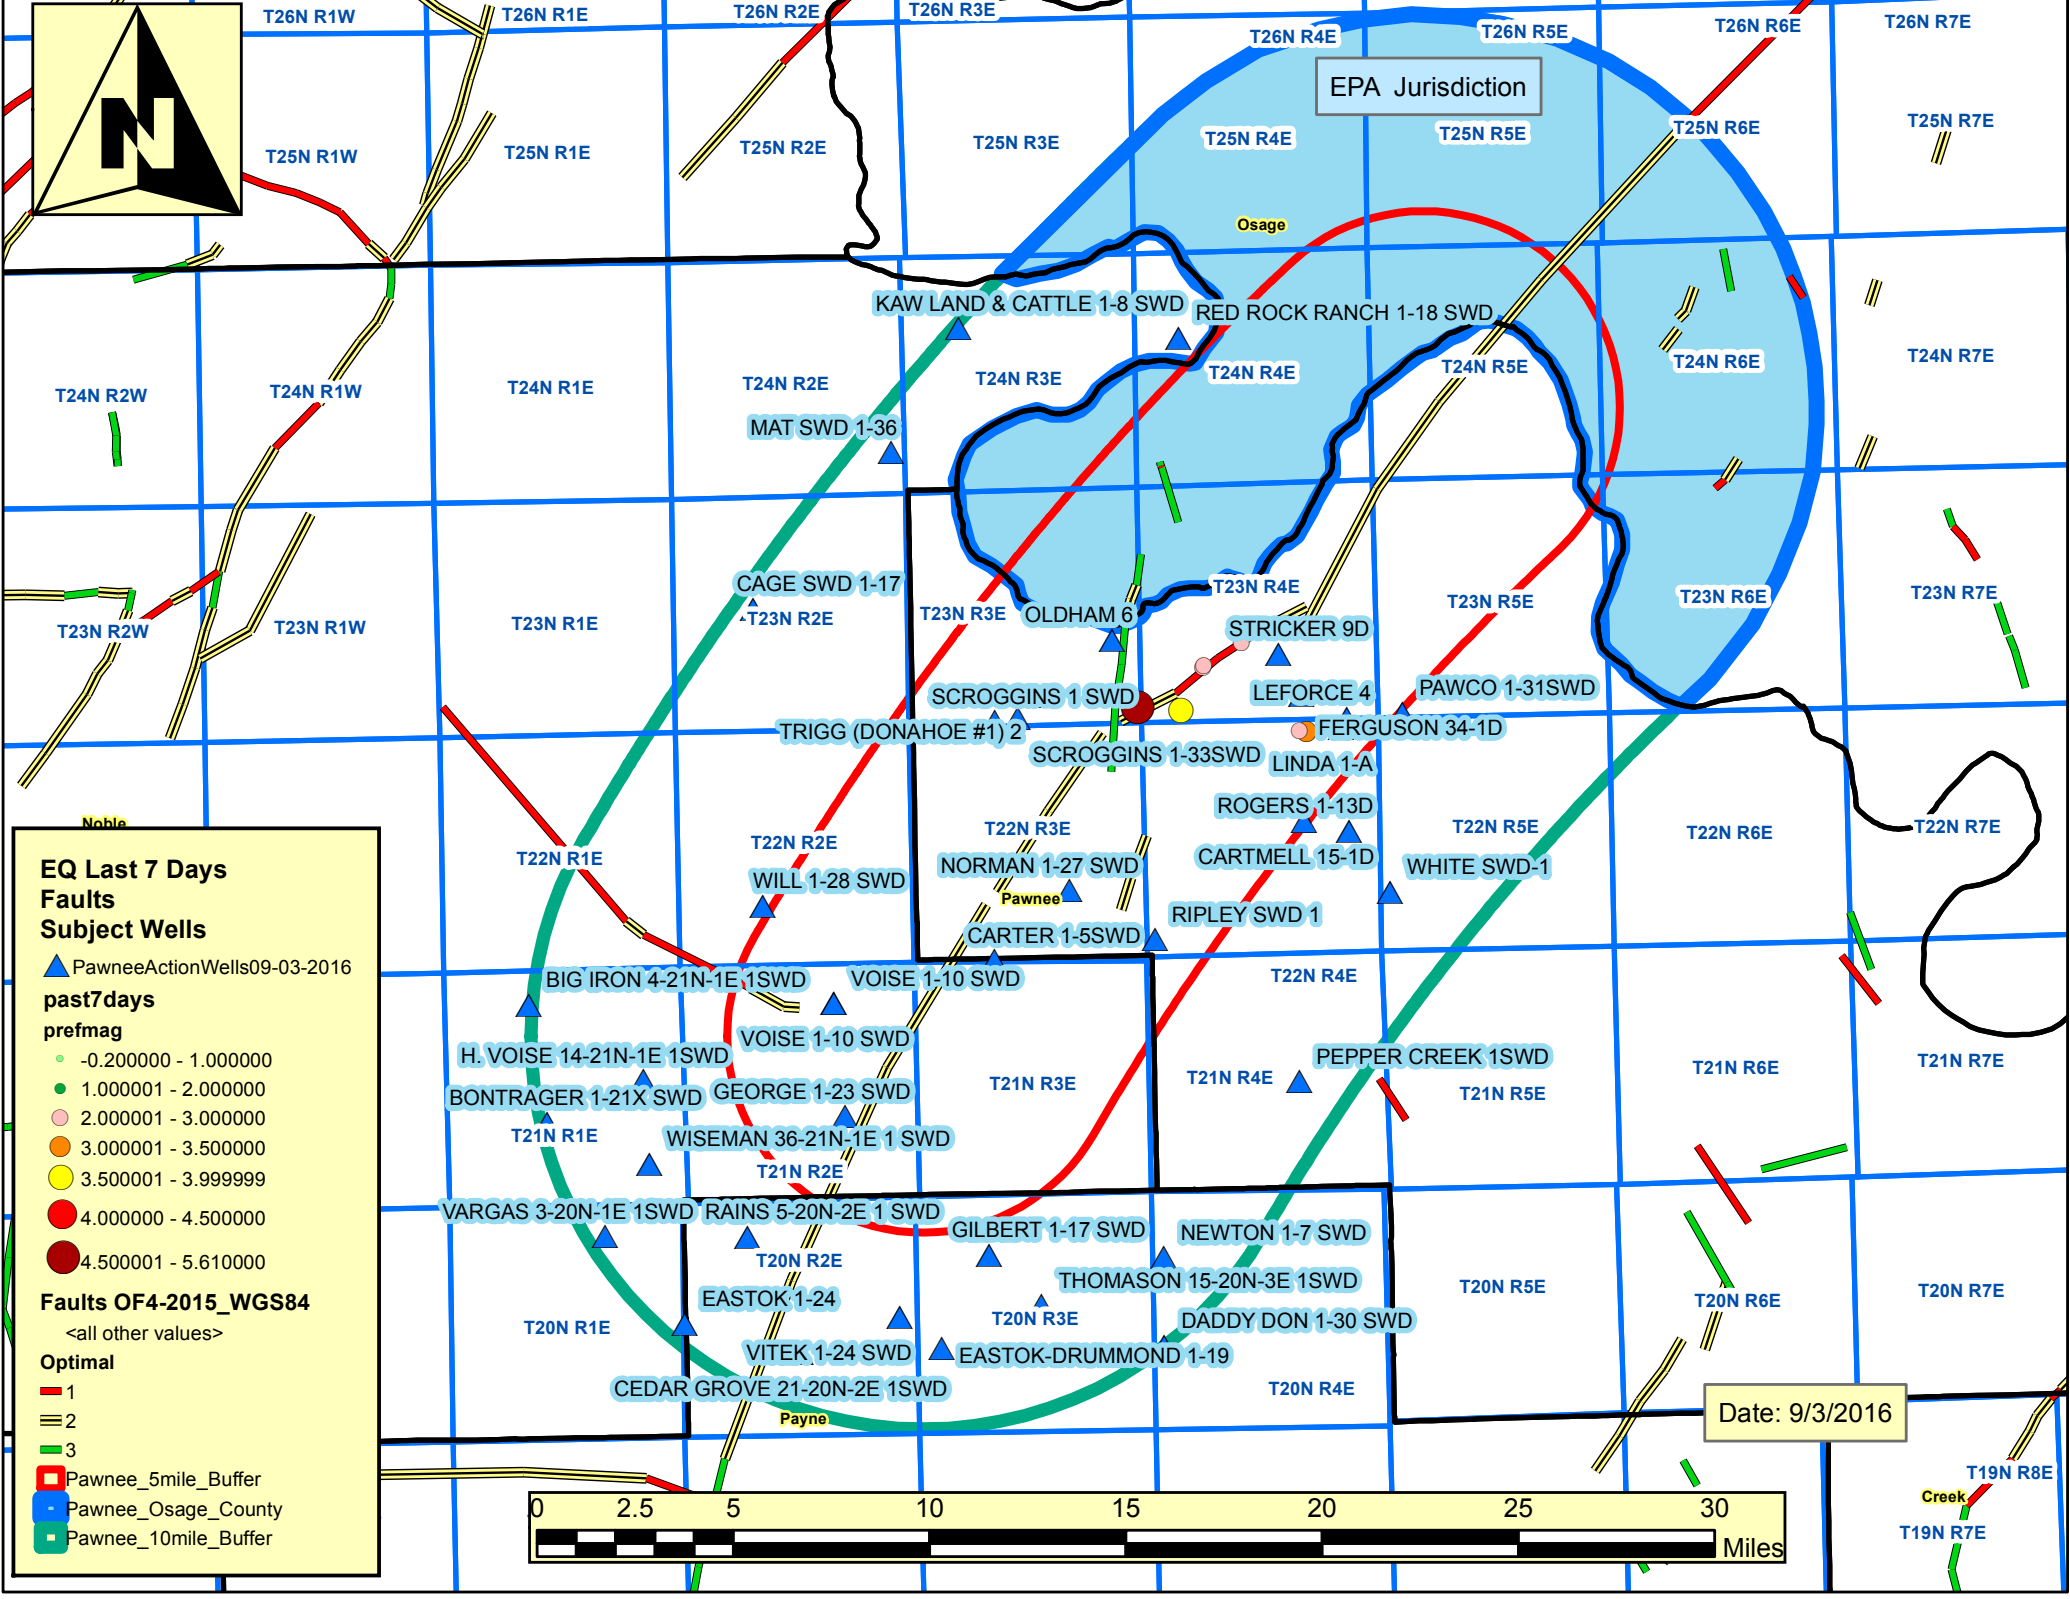 T26N R1W
T26N R1E
T26N R2E
T26N R3E
T26N R4E
T26N R5E
T26N R6E
T26N R7E
EPA Jurisdiction
N
T25N R1W
T25N R1E
T25N R2E
T25N R3E
T25N R4E
T25N R5E
T25N R6E
T25N R7E
Osage
KAW LAND & CATTLE 1-8 SWD
RED ROCK RANCH 1-18 SWD
T24N R2W
T24N R1W
T24N R1E
T24N R2E
T24N R3E
T24N R4E
T24N R5E
T24N R6E
T24N R7E
MAT SWD 1-36
CAGE SWD 1-17
T23N R2W
T23N R1W
T23N R1E
T23N R2E
T23N R3E
T23N R4E
T23N R5E
T23N R6E
T23N R7E
OLDHAM 6
STRICKER 9D
SCROGGINS 1 SWD
LEFORCE 4
PAWCO 1-31SWD
TRIGG (DONAHOE #1) 2
FERGUSON 34-1D
SCROGGINS 1-33SWD
LINDA 1-A
ROGERS 1-13D
Noble
T22N R1E
T22N R2E
T22N R3E
T22N R5E
T22N R6E
T22N R7E
CARTMELL 15-1D
WHITE SWD-1
NORMAN 1-27 SWD
WILL 1-28 SWD
Pawnee
RIPLEY SWD 1
CARTER 1-5SWD
T22N R4E
BIG IRON 4-21N-1E 1SWD
VOISE 1-10 SWD
VOISE 1-10 SWD
H. VOISE 14-21N-1E 1SWD
PEPPER CREEK 1SWD
BONTRAGER 1-21X SWD
GEORGE 1-23 SWD
T21N R3E
T21N R4E
T21N R5E
T21N R6E
T21N R7E
T21N R1E
WISEMAN 36-21N-1E 1 SWD
T21N R2E
VARGAS 3-20N-1E 1SWD
RAINS 5-20N-2E 1 SWD
GILBERT 1-17 SWD
NEWTON 1-7 SWD
T20N R2E
THOMASON 15-20N-3E 1SWD
T20N R5E
T20N R6E
T20N R7E
EASTOK 1-24
T20N R1E
T20N R3E
DADDY DON 1-30 SWD
VITEK 1-24 SWD
EASTOK-DRUMMOND 1-19
CEDAR GROVE 21-20N-2E 1SWD
T20N R4E
Payne
Date: 9/3/2016
T19N R8E
Creek
T19N R7E
EQ Last 7 Days
Faults
Subject Wells
PawneeActionWells09-03-2016
past7days
prefmag
-0.200000 - 1.000000
1.000001 - 2.000000
2.000001 - 3.000000
3.000001 - 3.500000
3.500001 - 3.999999
4.000000 - 4.500000
4.500001 - 5.610000
Faults OF4-2015_WGS84
<all other values>
Optimal
1
2
3
Pawnee_5mile_Buffer
Pawnee_Osage_County
Pawnee_10mile_Buffer
0 2.5 5 10 15 20 25 30
Miles